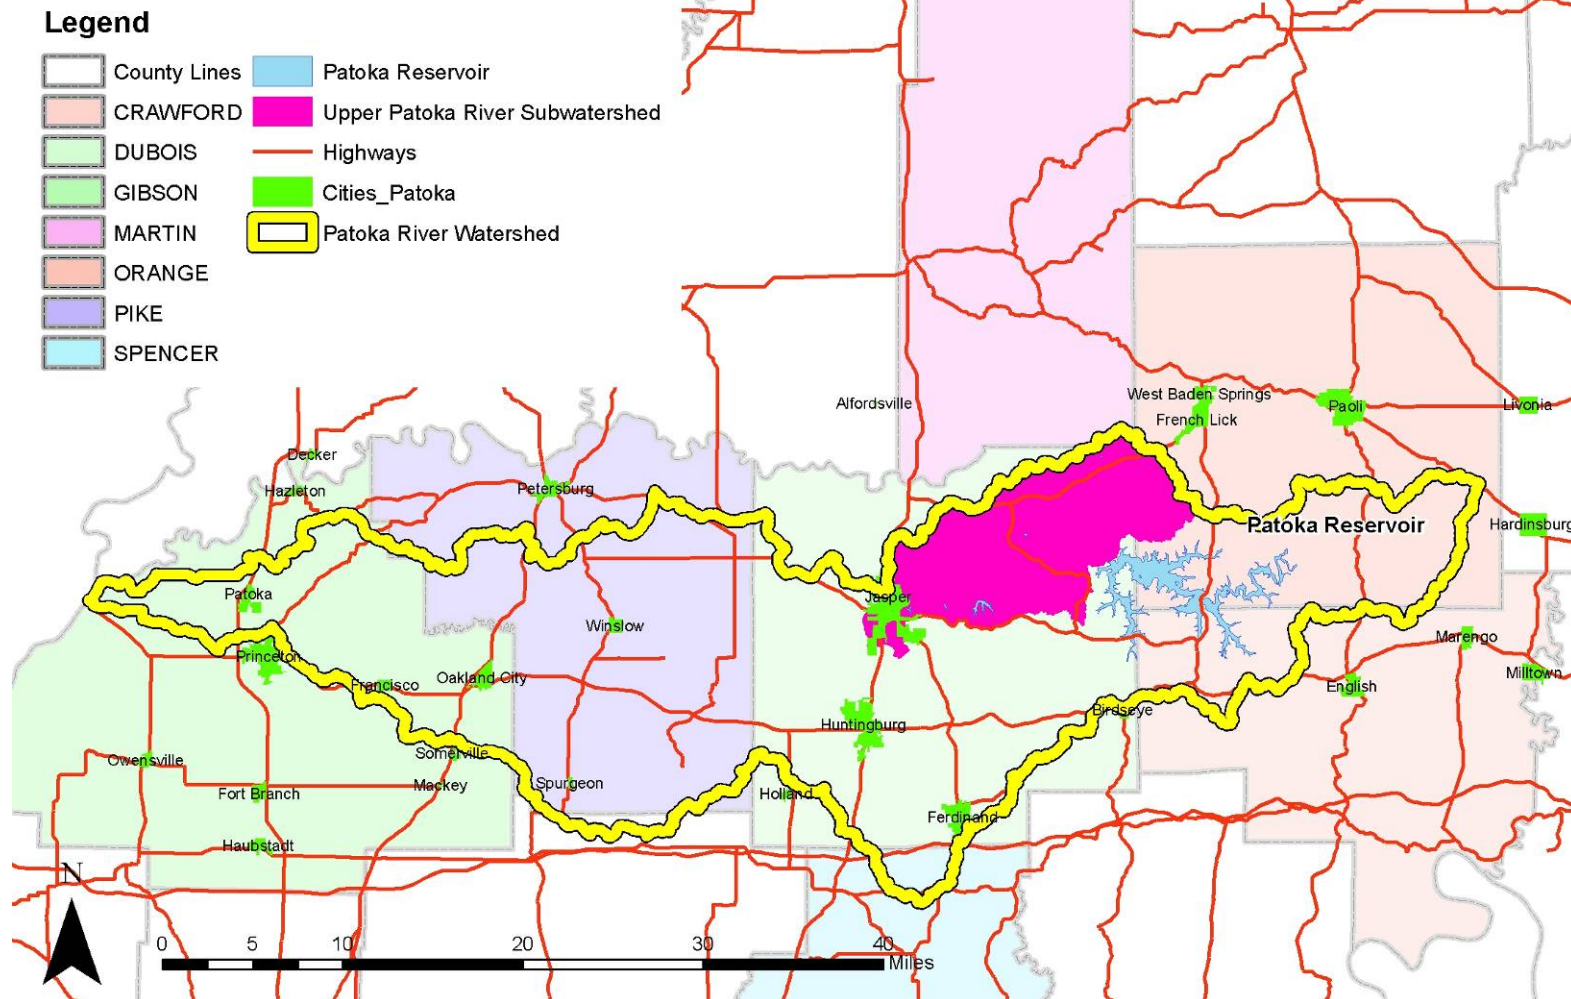 Legend
County Lines
CRAWFORD
DUBOIS
GIBSON
MARTIN
ORANGE
PIKE
SPENCER
Patoka Reservoir
Upper Patoka River Subwatershed
Highways
Cities_Patoka
Patoka River Watershed
Alfordsville
West Baden Springs
French Lick
Paoli
Livonia
Decker
Hazleton
Petersburg
Patoka Reservoir
Hardinsburg
Patoka
Jasper
Winslow
Princeton
Marengo
Francisco
Oakland City
English
Milltown
Huntingburg
Birdseye
Owensville
Somerville
Fort Branch
Mackey
Spurgeon
Holland
Ferdinand
Haubstadt
N
0 5 10 20 30 40
Miles